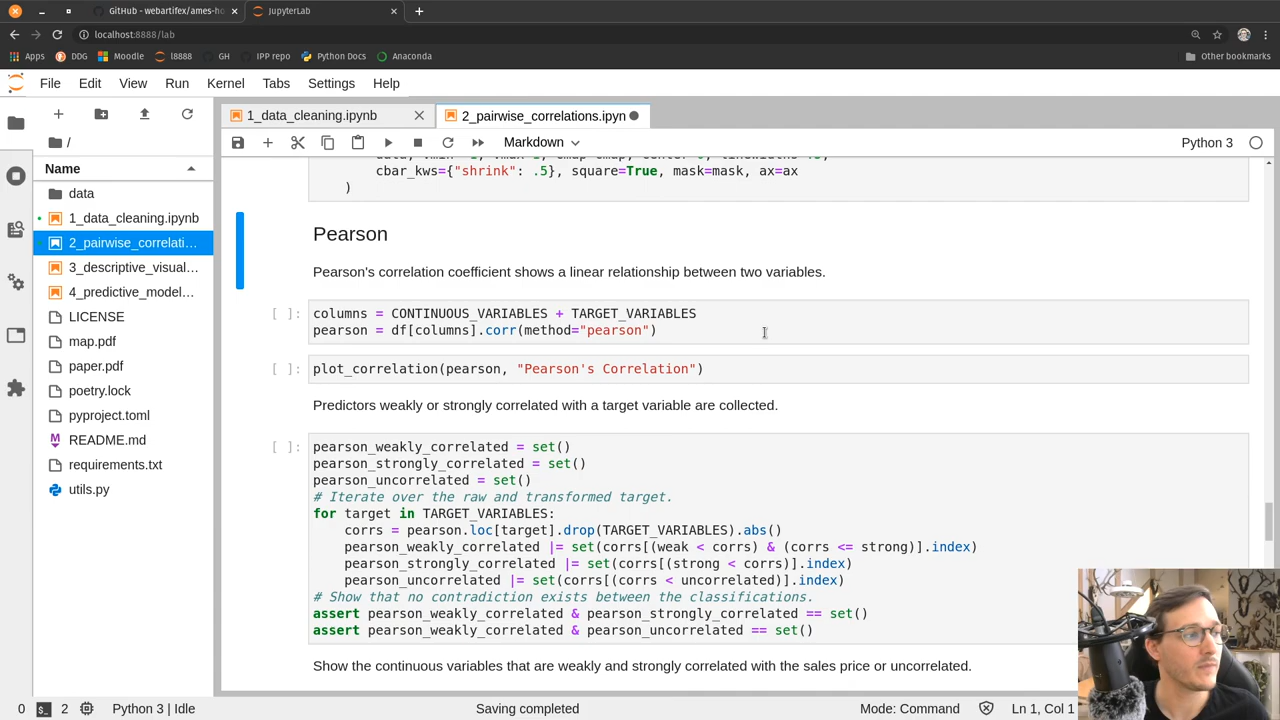 GitHub - webartifex/ames-ho
JupyterLab
localhost:8888/lab
Apps DDG Moodle l8888 GH IPP repo Python Docs Anaconda Other bookmarks
File Edit View Run Kernel Tabs Settings Help
1_data_cleaning.ipynb
2_pairwise_correlations.ipyn
Markdown
Python 3
/
Name
data
1_data_cleaning.ipynb
2_pairwise_correlati…
3_descriptive_visual…
4_predictive_model…
LICENSE
map.pdf
paper.pdf
poetry.lock
pyproject.toml
README.md
requirements.txt
utils.py
cbar_kws={"shrink": .5}, square=True, mask=mask, ax=ax
)
Pearson
Pearson's correlation coefficient shows a linear relationship between two variables.
[ ]: columns = CONTINUOUS_VARIABLES + TARGET_VARIABLES
pearson = df[columns].corr(method="pearson")
[ ]: plot_correlation(pearson, "Pearson's Correlation")
Predictors weakly or strongly correlated with a target variable are collected.
[ ]: pearson_weakly_correlated = set()
pearson_strongly_correlated = set()
pearson_uncorrelated = set()
# Iterate over the raw and transformed target.
for target in TARGET_VARIABLES:
corrs = pearson.loc[target].drop(TARGET_VARIABLES).abs()
pearson_weakly_correlated |= set(corrs[(weak < corrs) & (corrs <= strong)].index)
pearson_strongly_correlated |= set(corrs[(strong < corrs)].index)
pearson_uncorrelated |= set(corrs[(corrs < uncorrelated)].index)
# Show that no contradiction exists between the classifications.
assert pearson_weakly_correlated & pearson_strongly_correlated == set()
assert pearson_weakly_correlated & pearson_uncorrelated == set()
Show the continuous variables that are weakly and strongly correlated with the sales price or uncorrelated.
0 2 Python 3 | Idle
Saving completed
Mode: Command Ln 1, Col 1